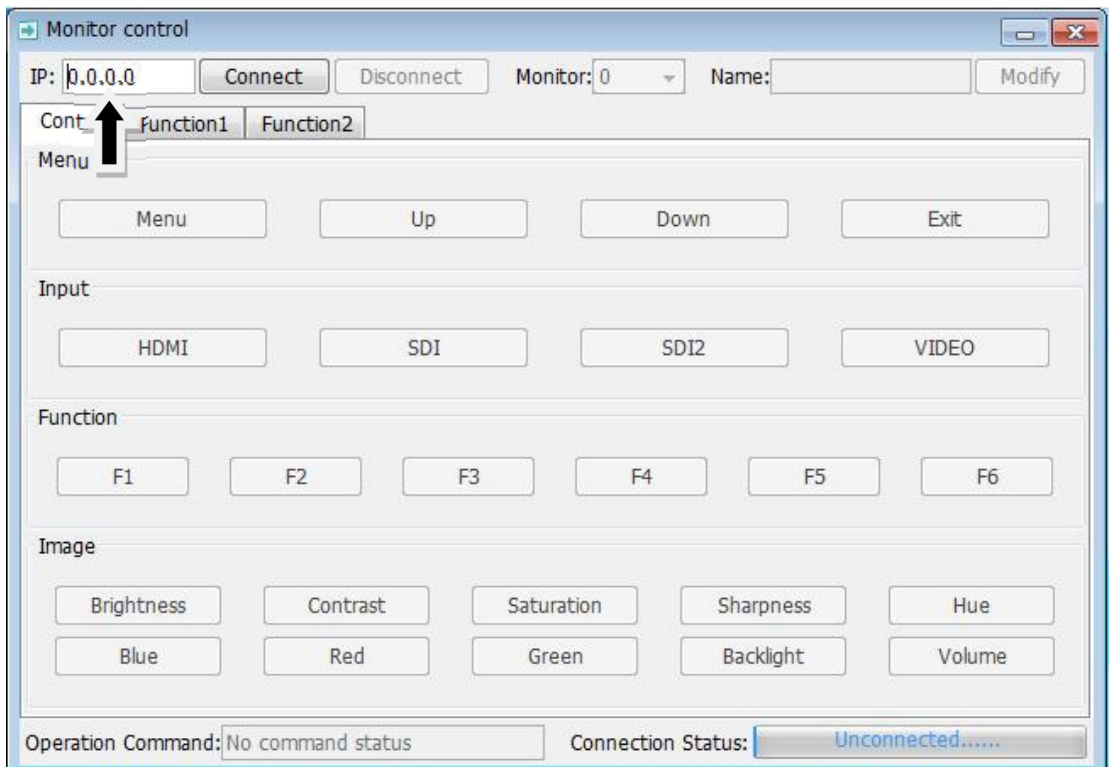 Monitor control
IP: 0.0.0.0 Connect Disconnect Monitor: 0 Name: Modify
Cont Function1 Function2
Menu
Menu Up Down Exit
Input
HDMI SDI SDI2 VIDEO
Function
F1 F2 F3 F4 F5 F6
Image
Brightness Contrast Saturation Sharpness Hue
Blue Red Green Backlight Volume
Operation Command: No command status Connection Status: Unconnected......